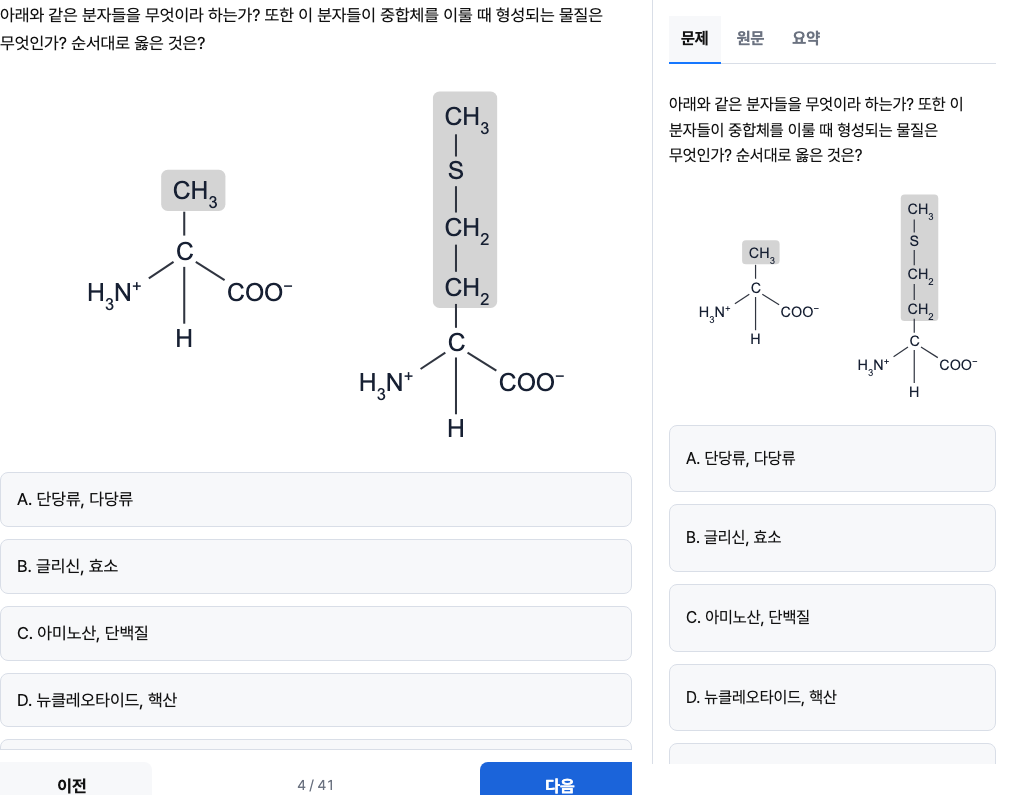 아래와 같은 분자들을 무엇이라 하는가? 또한 이 분자들이 중합체를 이룰 때 형성되는 물질은
무엇인가? 순서대로 옳은 것은?
CH3
C
H3N+
COO−
H
CH3
S
CH2
CH2
C
H3N+
COO−
H
A. 단당류, 다당류
B. 글리신, 효소
C. 아미노산, 단백질
D. 뉴클레오타이드, 핵산
이전
4 / 41
다음
문제 원문 요약
아래와 같은 분자들을 무엇이라 하는가? 또한 이
분자들이 중합체를 이룰 때 형성되는 물질은
무엇인가? 순서대로 옳은 것은?
CH3
C
H3N+
COO−
H
CH3
S
CH2
CH2
C
H3N+
COO−
H
A. 단당류, 다당류
B. 글리신, 효소
C. 아미노산, 단백질
D. 뉴클레오타이드, 핵산